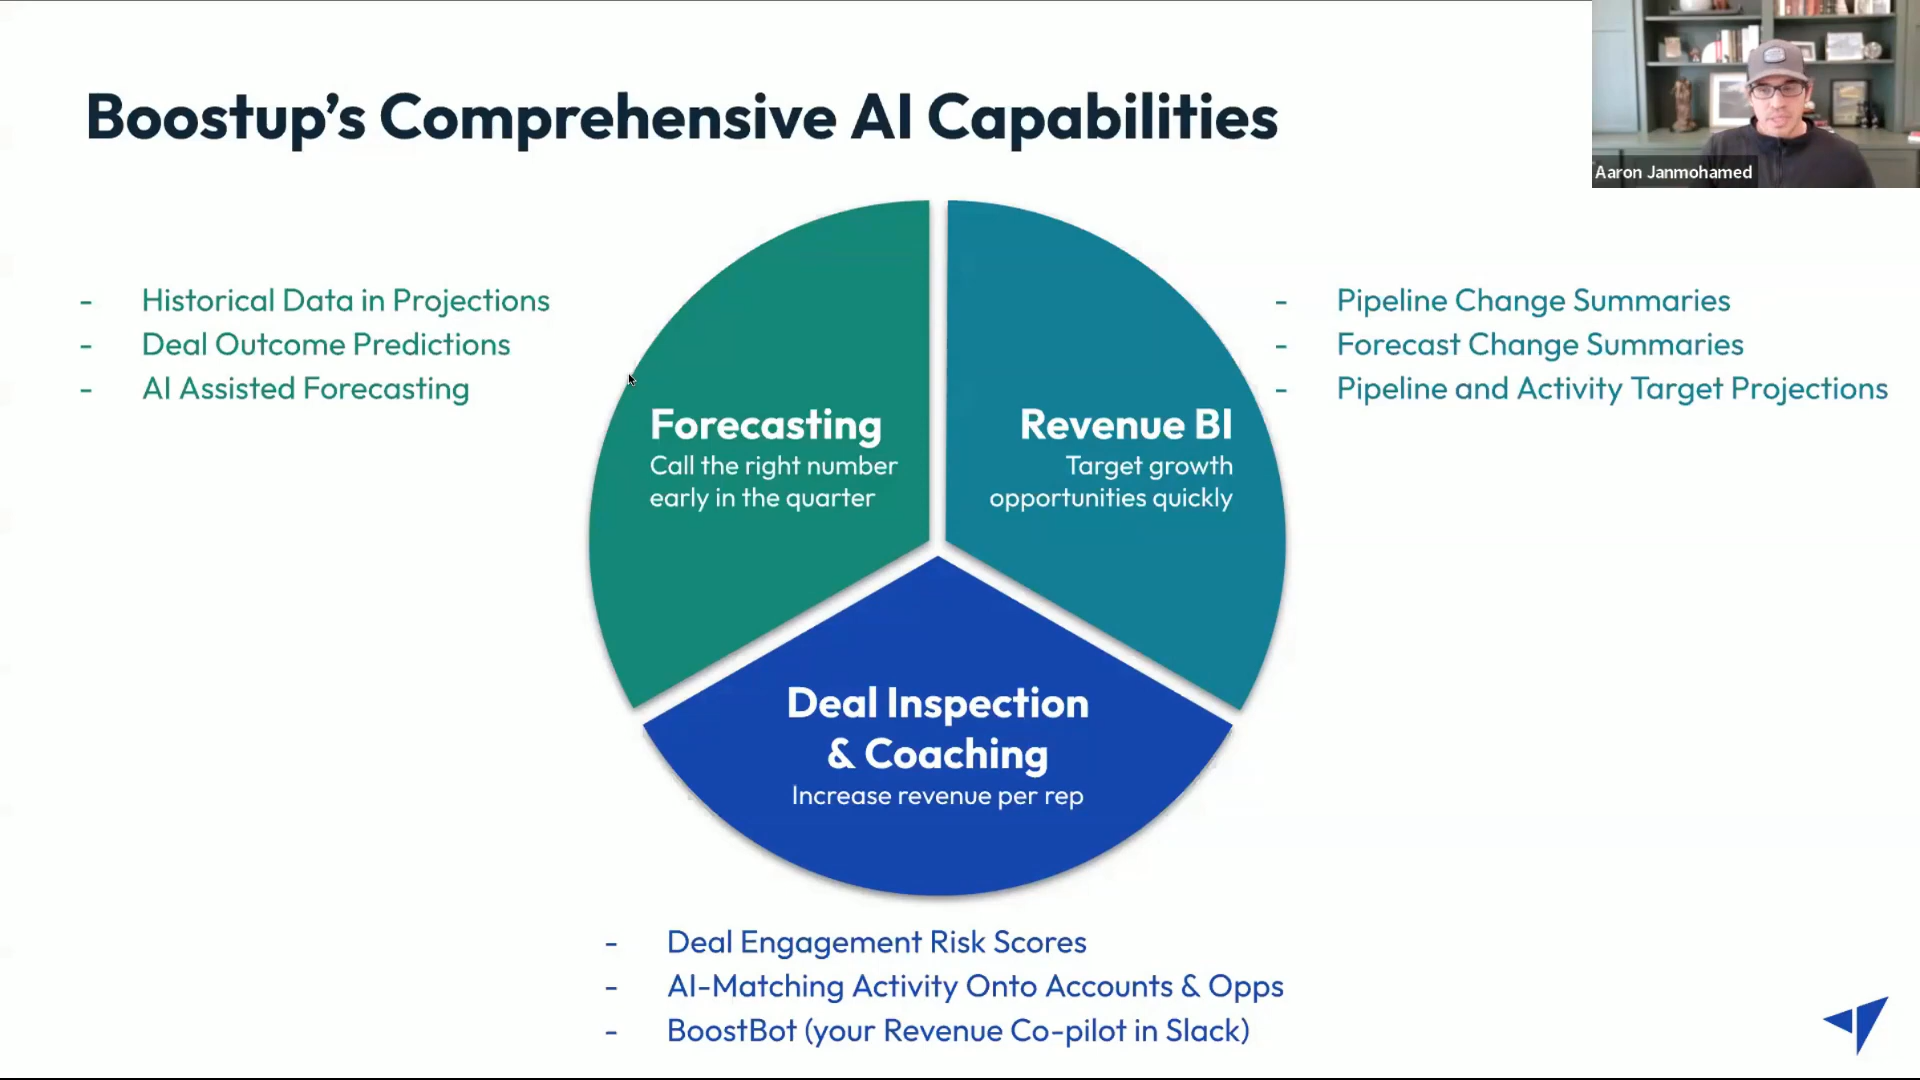 Boostup's Comprehensive AI Capabilities
Aaron Janmohamed
- Historical Data in Projections
- Deal Outcome Predictions
- AI Assisted Forecasting
Forecasting
Call the right number
early in the quarter
Revenue BI
Target growth
opportunities quickly
- Pipeline Change Summaries
- Forecast Change Summaries
- Pipeline and Activity Target Projections
Deal Inspection
& Coaching
Increase revenue per rep
- Deal Engagement Risk Scores
- AI-Matching Activity Onto Accounts & Opps
- BoostBot (your Revenue Co-pilot in Slack)